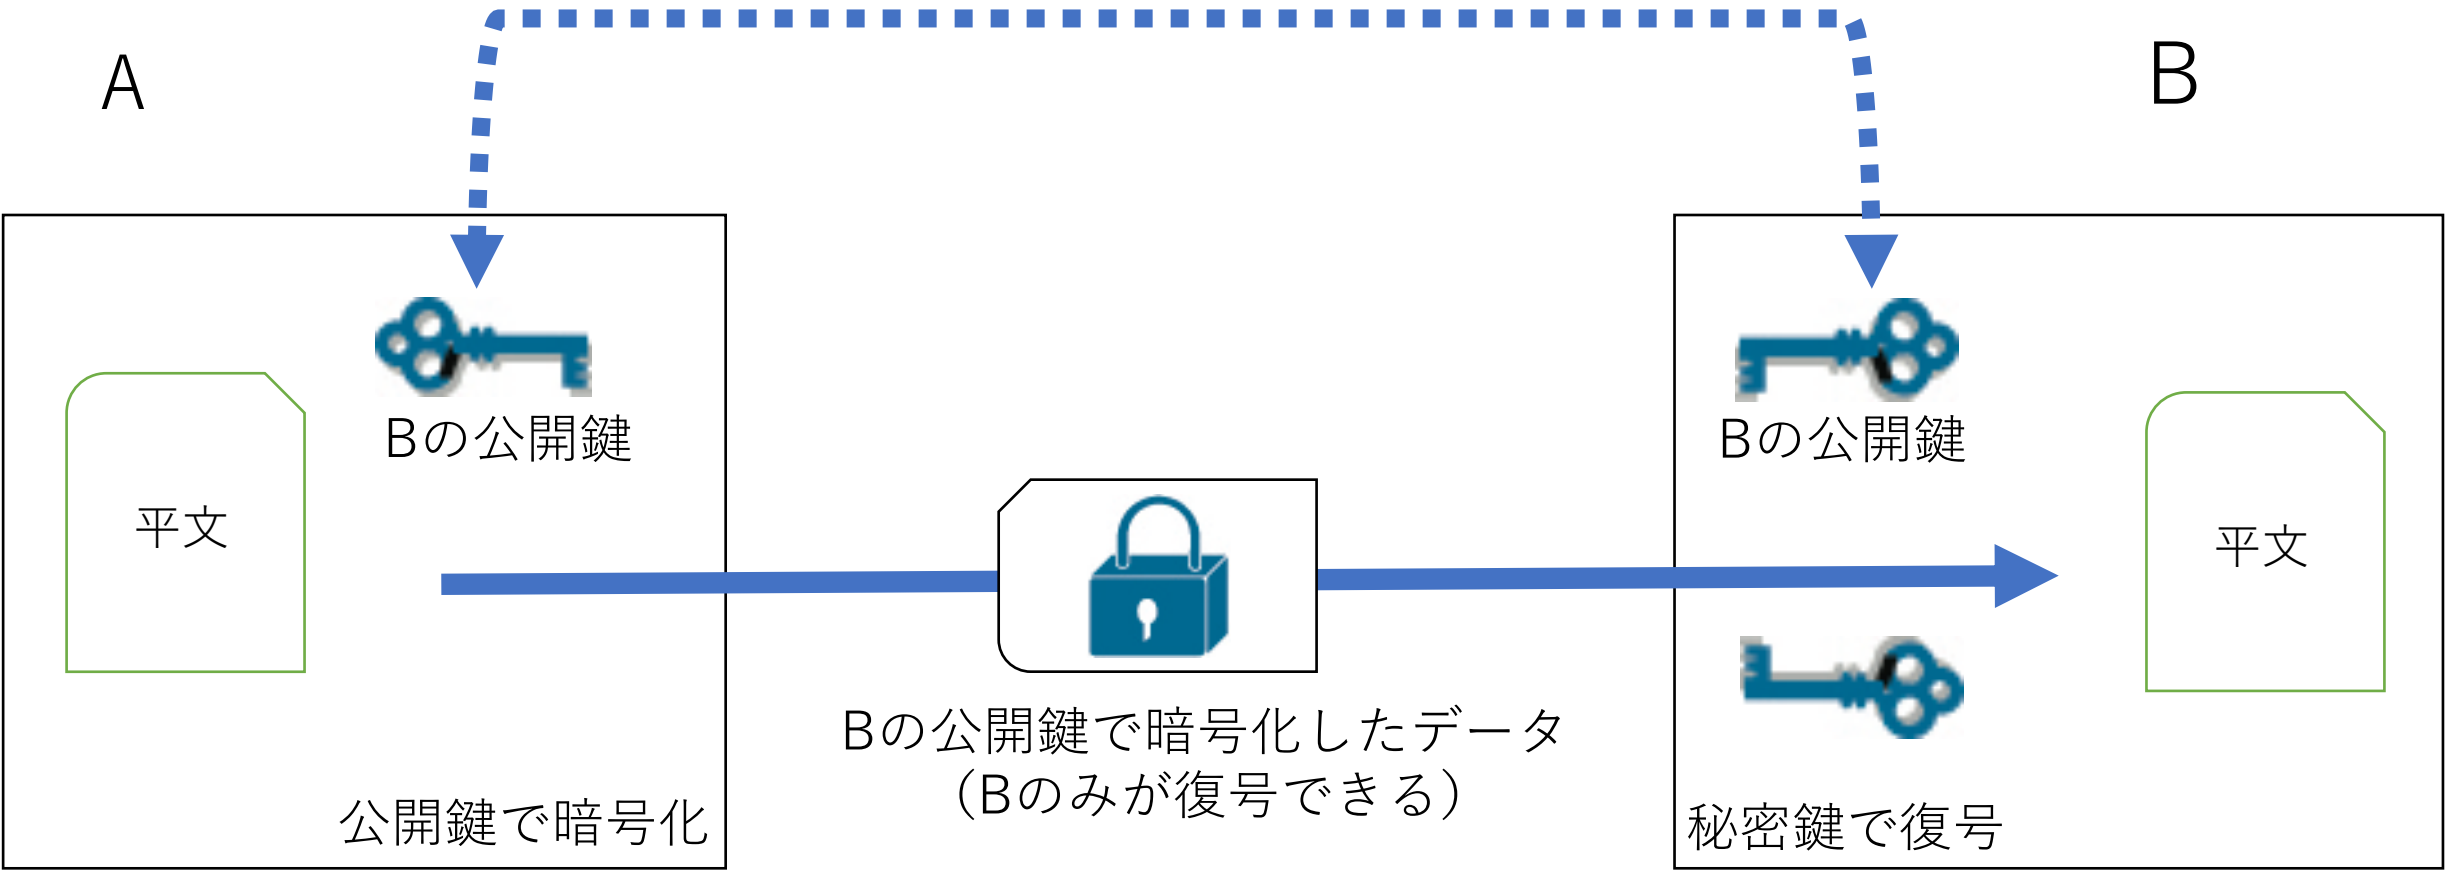 A
B
Bの公開鍵
Bの公開鍵
平文
平文
Bの公開鍵で暗号化したデータ
（Bのみが復号できる）
公開鍵で暗号化
秘密鍵で復号